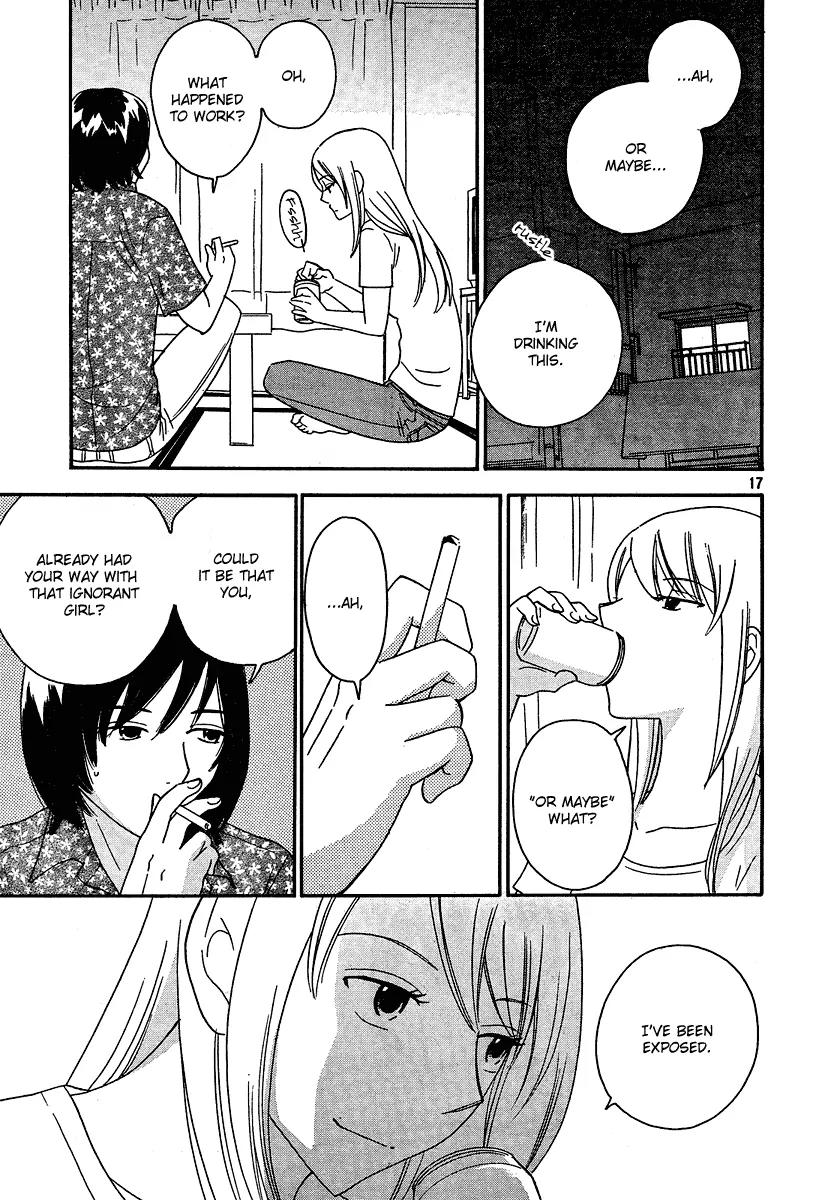 ...AH,
OR
MAYBE...
rustle
I'M
DRINKING
THIS.
OH,
WHAT
HAPPENED
TO WORK?
Psshh
17
"OR MAYBE"
WHAT?
...AH,
COULD
IT BE THAT
YOU,
ALREADY HAD
YOUR WAY WITH
THAT IGNORANT
GIRL?
I'VE BEEN
EXPOSED.